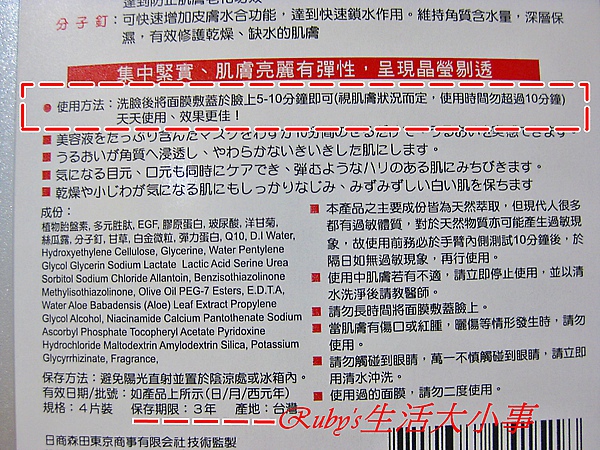 分子釘：可快速增加皮膚水合功能，達到快速鎖水作用。維持角質含水量，深層保
濕，有效修護乾燥、缺水的肌膚
集中緊實、肌膚亮麗有彈性，呈現晶瑩剔透
● 使用方法：洗臉後將面膜敷蓋於臉上5-10分鐘即可(視肌膚狀況而定，使用時間勿超過10分鐘)
天天使用、效果更佳！
■ うるおいが角質へ浸透し、やわらかないきいきした肌にします。
■ 気になる目元、口元も同時にケアでき、弾むようなハリのある肌にみちびきます。
■ 乾燥や小じわが気になる肌にもしっかりなじみ、みずみずしい白い肌を保ちます
成份：
植物胎盤素, 多元胜肽, EGF, 膠原蛋白, 玻尿酸, 洋甘菊,
絲瓜露, 分子釘, 甘草, 白金微粒, 彈力蛋白, Q10, D.I Water,
Hydroxyethylene Cellulose, Glycerine, Water Pentylene
Glycol Glycerin Sodium Lactate Lactic Acid Serine Urea
Sorbitol Sodium Chloride Allantoin, Benzisothiazolinone
Methylisothiazolinone, Olive Oil PEG-7 Esters, E.D.T.A,
Water Aloe Babadensis (Aloe) Leaf Extract Propylene
Glycol Alcohol, Niacinamide Calcium Pantothenate Sodium
Ascorbyl Phosphate Tocopheryl Acetate Pyridoxine
Hydrochloride Maltodextrin Amylodextrin Silica, Potassium
Glycyrrhizinate, Fragrance,
保存方法：避免陽光直射並置於陰涼處或冰箱內。
有效日期/批號：如產品上所示(日/月/西元年)
規格：4片裝 保存期限：3年 產地：台灣
日商森田東京商事有限会社技術監製
■ 本產品之主要成份皆為天然萃取，但現代人很多
都有過敏體質，對於天然物質亦可能產生過敏現
象，故使用前務必於手臂內側測試10分鐘後，於
隔日如無過敏現象，再行使用。
■ 使用中肌膚若有不適，請立即停止使用，並以清
水洗淨後請教醫師。
■ 請勿長時間將面膜敷蓋臉上。
■ 當肌膚有傷口或紅腫，曬傷等情形發生時，請勿
使用。
■ 請勿觸碰到眼睛，萬一不慎觸碰到眼睛，請立即
用清水沖洗。
■ 使用過的面膜，請勿二度使用。
Ruby's生活大小事